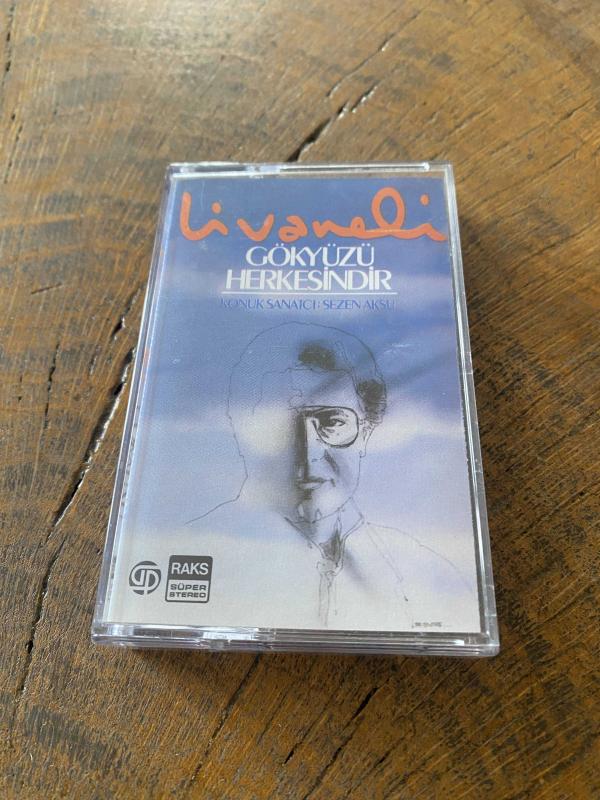 livaneli
GÖKYÜZÜ
HERKESİNDİR
KONUK SANATÇI: SEZEN AKSU
RAKS
SÜPER
STEREO